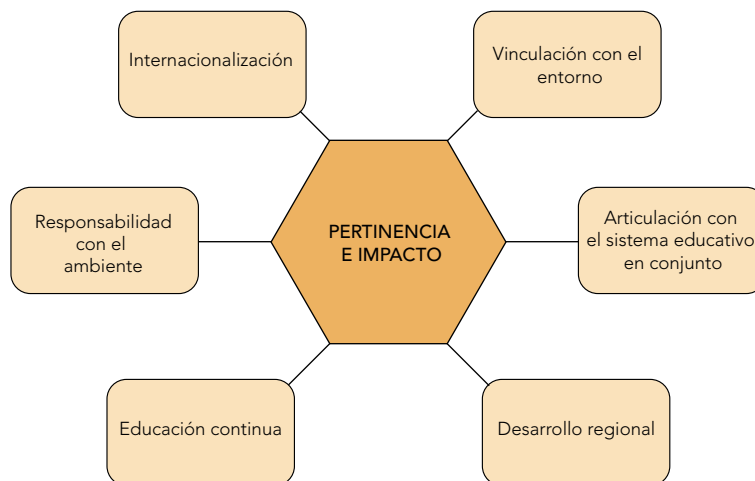 Internacionalización
Vinculación con el
entorno
Responsabilidad
con el
ambiente
PERTINENCIA
E IMPACTO
Articulación con
el sistema educativo
en conjunto
Educación continua
Desarrollo regional